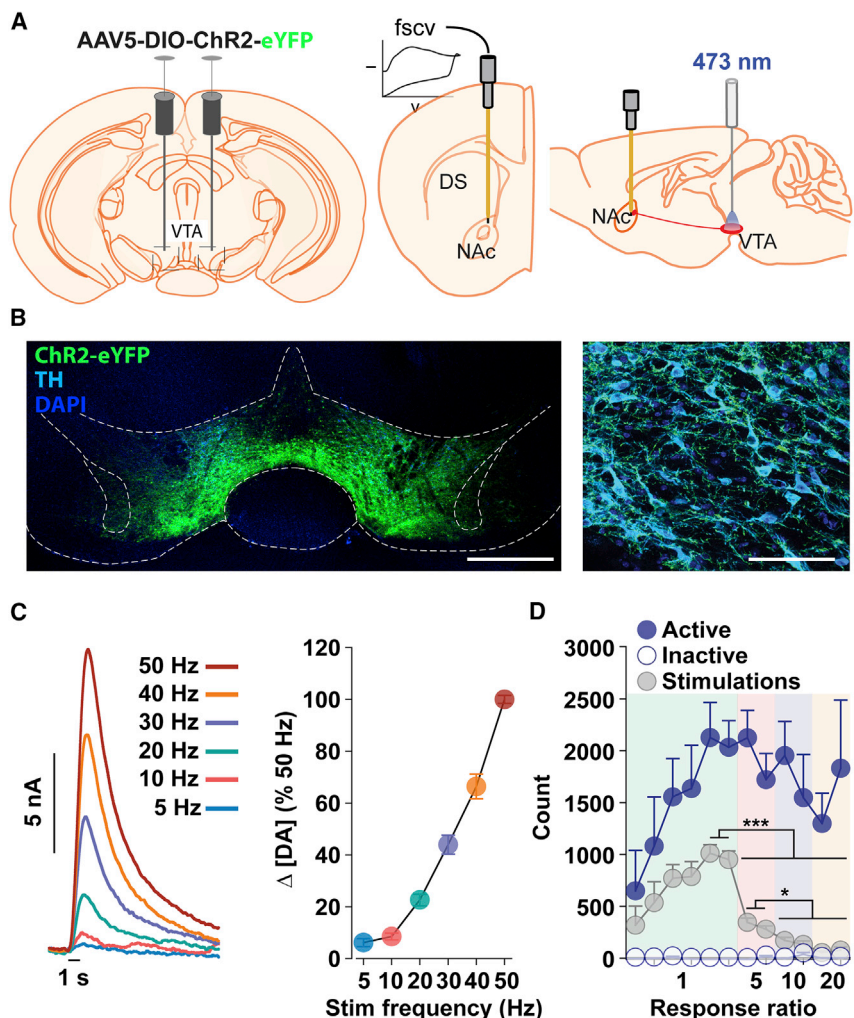 A
AAV5-DIO-ChR2-eYFP
VTA
fscv
I
V
DS
NAc
473 nm
NAc
VTA
B
ChR2-eYFP
TH
DAPI
C
5 nA
50 Hz
40 Hz
30 Hz
20 Hz
10 Hz
5 Hz
1 s
Δ [DA] (% 50 Hz)
120
100
80
60
40
20
0
5 10 20 30 40 50
Stim frequency (Hz)
D
Active
Inactive
Stimulations
Count
3000
2500
2000
1500
1000
500
0
***
*
1 5 10 20
Response ratio